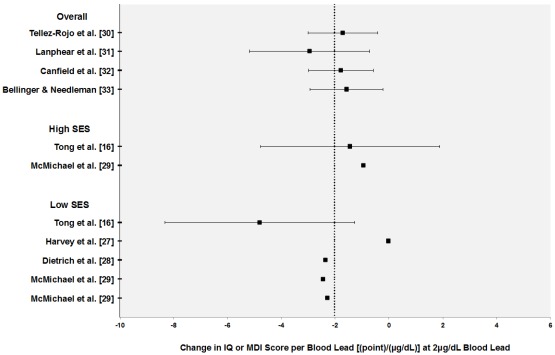 Overall
Tellez-Rojo et al. [30]
Lanphear et al. [31]
Canfield et al. [32]
Bellinger & Needleman [33]
High SES
Tong et al. [16]
McMichael et al. [29]
Low SES
Tong et al. [16]
Harvey et al. [27]
Dietrich et al. [28]
McMichael et al. [29]
McMichael et al. [29]
-10 -8 -6 -4 -2 0 2 4 6
Change in IQ or MDI Score per Blood Lead [(point)/(µg/dL)] at 2µg/dL Blood Lead